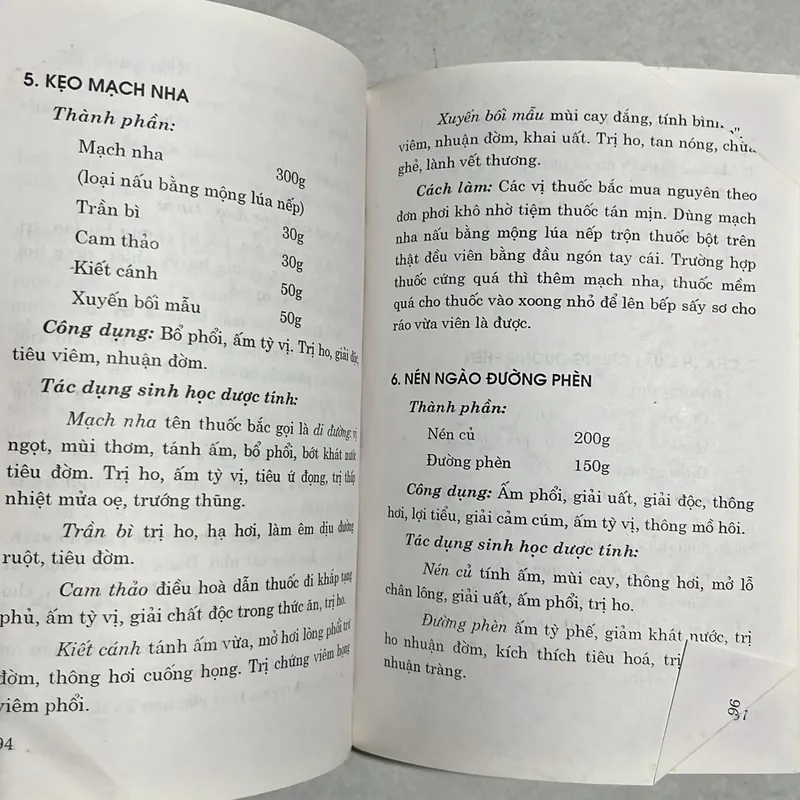 5. KẸO MẠCH NHA
Thành phần:
Mạch nha 300g
(loại nấu bằng mộng lúa nếp)
Trần bì 30g
Cam thảo 30g
Kiết cánh 50g
Xuyến bối mẫu 50g
Công dụng: Bổ phổi, ấm tỳ vị. Trị ho, giải độc,
tiêu viêm, nhuận đờm.
Tác dụng sinh học dược tính:
Mạch nha tên thuốc bắc gọi là di đường, vị
ngọt, mùi thơm, tánh ấm, bổ phổi, bớt khát nước
tiêu đờm. Trị ho, ấm tỳ vị, tiêu ứ đọng, trị thấp
nhiệt mửa oẹ, trướng thũng.
Trần bì trị ho, hạ hơi, làm êm dịu đường
ruột, tiêu đờm.
Cam thảo điều hoà dẫn thuốc đi khắp tạng
phủ, ấm tỳ vị, giải chất độc trong thức ăn, trị ho.
Kiết cánh tánh ấm vừa, mở hơi lòng phổi trừ
đờm, thông hơi cuống họng. Trị chứng viêm họng
viêm phổi.
94
Xuyến bối mẫu mùi cay đắng, tính bình,
viêm, nhuận đờm, khai uất. Trị ho, tan nóng, chữa
ghẻ, lành vết thương.
Cách làm: Các vị thuốc bắc mua nguyên theo
đơn phơi khô nhờ tiệm thuốc tán mịn. Dùng mạch
nha nấu bằng mộng lúa nếp trộn thuốc bột trên
thật đều viên bằng đầu ngón tay cái. Trường hợp
thuốc cứng quá thì thêm mạch nha, thuốc mềm
quá cho thuốc vào xoong nhỏ để lên bếp sấy sơ cho
ráo vừa viên là được.
6. NÉN NGÀO ĐƯỜNG PHÈN
Thành phần:
Nén củ 200g
Đường phèn 150g
Công dụng: Ấm phổi, giải uất, giải độc, thông
hơi, lợi tiểu, giải cảm cúm, ấm tỳ vị, thông mồ hôi.
Tác dụng sinh học dược tính:
Nén củ tính ấm, mùi cay, thông hơi, mở lỗ
chân lông, giải uất, ấm phổi, trị ho.
Đường phèn ấm tỳ phế, giảm khát nước, trị
ho nhuận đờm, kích thích tiêu hoá, trị
nhuận tràng.
96